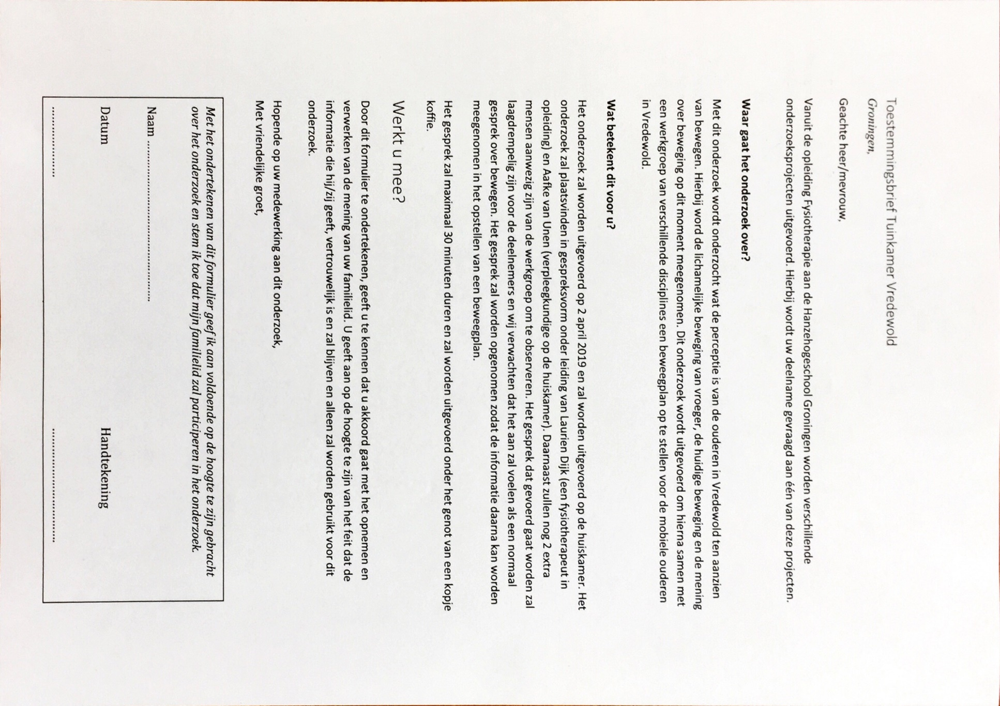 Toestemmingsbrief Tuinkamer Vredewold
Groningen,
Geachte heer/mevrouw,
Vanuit de opleiding Fysiotherapie aan de Hanzehogeschool Groningen worden verschillende
onderzoeksprojecten uitgevoerd. Hierbij wordt uw deelname gevraagd aan één van deze projecten.
Waar gaat het onderzoek over?
Met dit onderzoek wordt onderzocht wat de perceptie is van de ouderen in Vredewold ten aanzien
van bewegen. Hierbij word de lichamelijke beweging van vroeger, de huidige beweging en de mening
over beweging op dit moment meegenomen. Dit onderzoek wordt uitgevoerd om hierna samen met
een werkgroep van verschillende disciplines een beweegplan op te stellen voor de mobiele ouderen
in Vredewold.
Wat betekent dit voor u?
Het onderzoek zal worden uitgevoerd op 2 april 2019 en zal worden uitgevoerd op de huiskamer. Het
onderzoek zal plaatsvinden in gespreksvorm onder leiding van Laurien Dijk (een fysiotherapeut in
opleiding) en Aafke van Unen (verpleegkundige op de huiskamer). Daarnaast zullen nog 2 extra
mensen aanwezig zijn van de werkgroep om te observeren. Het gesprek dat gevoerd gaat worden zal
laagdrempelig zijn voor de deelnemers en wij verwachten dat het aan zal voelen als een normaal
gesprek over bewegen. Het gesprek zal worden opgenomen zodat de informatie daarna kan worden
meegenomen in het opstellen van een beweegplan.
Het gesprek zal maximaal 30 minuten duren en zal worden uitgevoerd onder het genot van een kopje
koffie.
Werkt u mee?
Door dit formulier te ondertekenen, geeft u te kennen dat u akkoord gaat met het opnemen en
verwerken van de mening van uw familielid. U geeft aan op de hoogte te zijn van het feit dat de
informatie die hij/zij geeft, vertrouwelijk is en zal blijven en alleen zal worden gebruikt voor dit
onderzoek.
Hopende op uw medewerking aan dit onderzoek,
Met vriendelijke groet,
Met het ondertekenen van dit formulier geef ik aan voldoende op de hoogte te zijn gebracht
over het onderzoek en stem ik toe dat mijn familielid zal participeren in het onderzoek.
Naam ................................................
Datum Handtekening
..................... ..................................